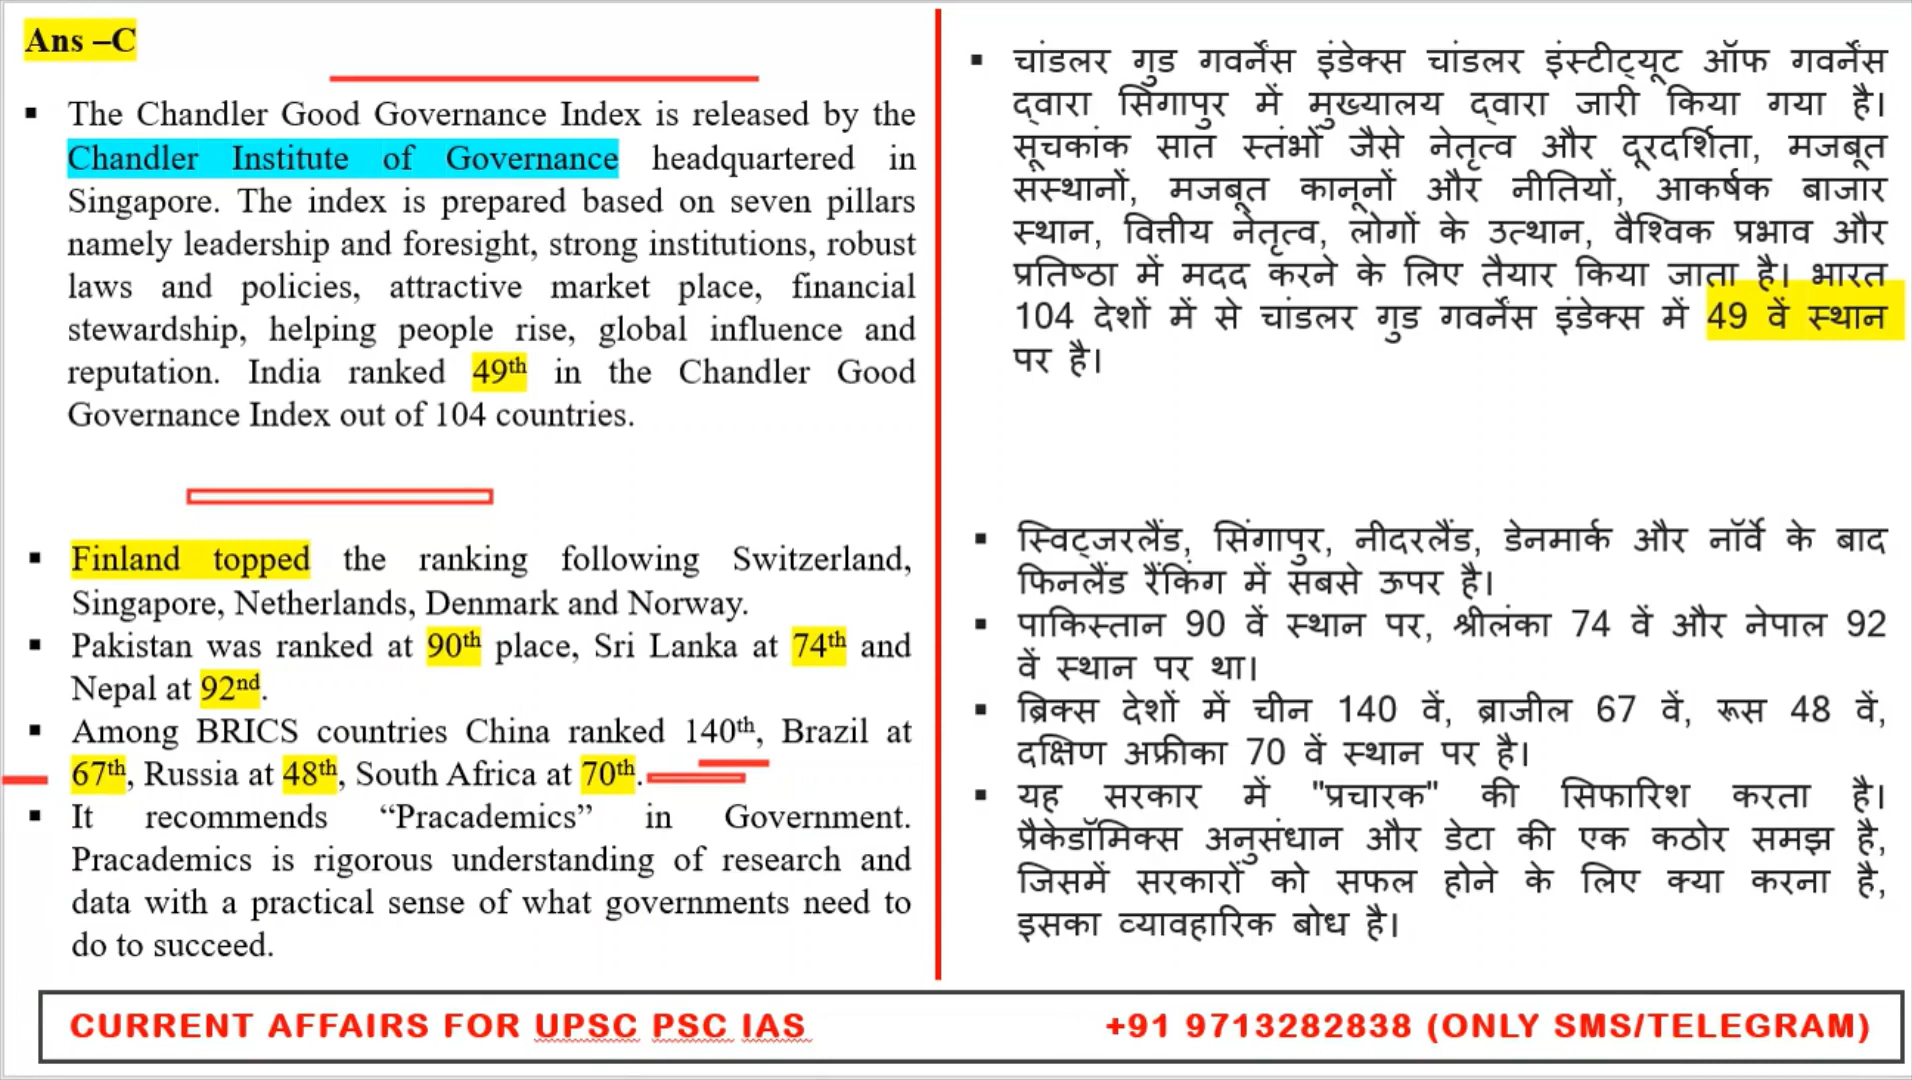 Ans –C
▪ The Chandler Good Governance Index is released by the
Chandler Institute of Governance headquartered in
Singapore. The index is prepared based on seven pillars
namely leadership and foresight, strong institutions, robust
laws and policies, attractive market place, financial
stewardship, helping people rise, global influence and
reputation. India ranked 49th in the Chandler Good
Governance Index out of 104 countries.
▪ Finland topped the ranking following Switzerland,
Singapore, Netherlands, Denmark and Norway.
▪ Pakistan was ranked at 90th place, Sri Lanka at 74th and
Nepal at 92nd.
▪ Among BRICS countries China ranked 140th, Brazil at
67th, Russia at 48th, South Africa at 70th.
▪ It recommends “Pracademics” in Government.
Pracademics is rigorous understanding of research and
data with a practical sense of what governments need to
do to succeed.
▪ चांडलर गुड गवर्नेंस इंडेक्स चांडलर इंस्टीट्यूट ऑफ गवर्नेंस
द्वारा सिंगापुर में मुख्यालय द्वारा जारी किया गया है।
सूचकांक सात स्तंभों जैसे नेतृत्व और दूरदर्शिता, मजबूत
संस्थानों, मजबूत कानूनों और नीतियों, आकर्षक बाजार
स्थान, वित्तीय नेतृत्व, लोगों के उत्थान, वैश्विक प्रभाव और
प्रतिष्ठा में मदद करने के लिए तैयार किया जाता है। भारत
104 देशों में से चांडलर गुड गवर्नेंस इंडेक्स में 49 वें स्थान
पर है।
▪ स्विट्जरलैंड, सिंगापुर, नीदरलैंड, डेनमार्क और नॉर्वे के बाद
फिनलैंड रैंकिंग में सबसे ऊपर है।
▪ पाकिस्तान 90 वें स्थान पर, श्रीलंका 74 वें और नेपाल 92
वें स्थान पर था।
▪ ब्रिक्स देशों में चीन 140 वें, ब्राजील 67 वें, रूस 48 वें,
दक्षिण अफ्रीका 70 वें स्थान पर है।
▪ यह सरकार में "प्रचारक" की सिफारिश करता है।
प्रैकेडॉमिक्स अनुसंधान और डेटा की एक कठोर समझ है,
जिसमें सरकारों को सफल होने के लिए क्या करना है,
इसका व्यावहारिक बोध है।
CURRENT AFFAIRS FOR UPSC PSC IAS
+91 9713282838 (ONLY SMS/TELEGRAM)